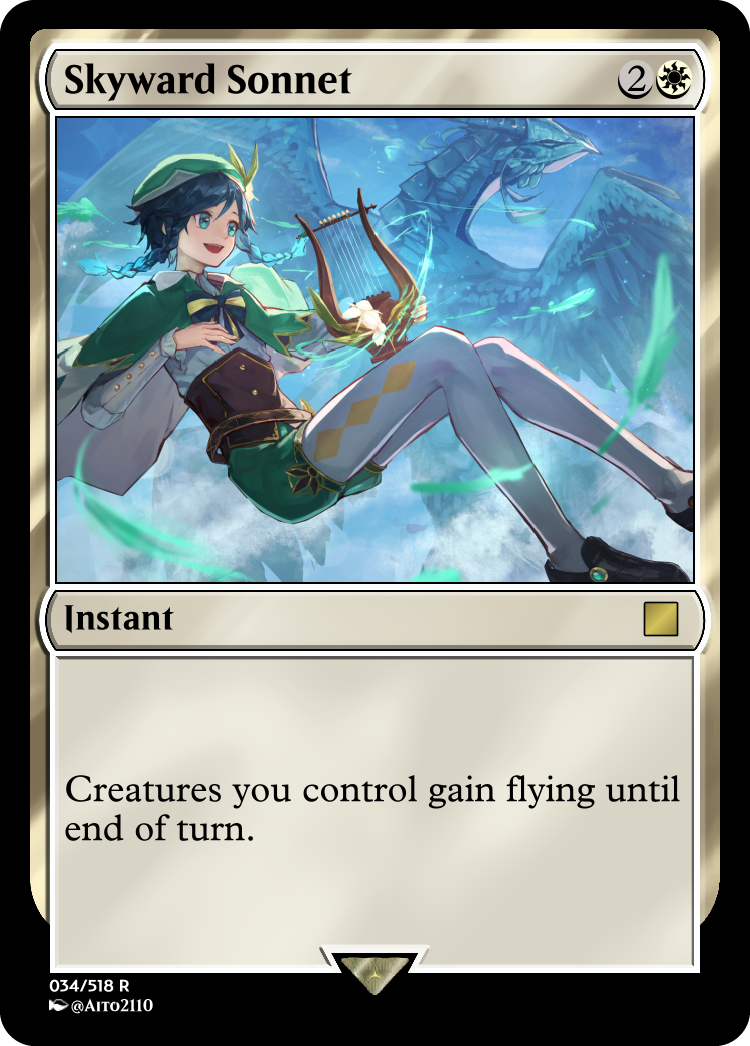 Skyward Sonnet 2
Instant
Creatures you control gain flying until
end of turn.
034/518 R
@Aito2110